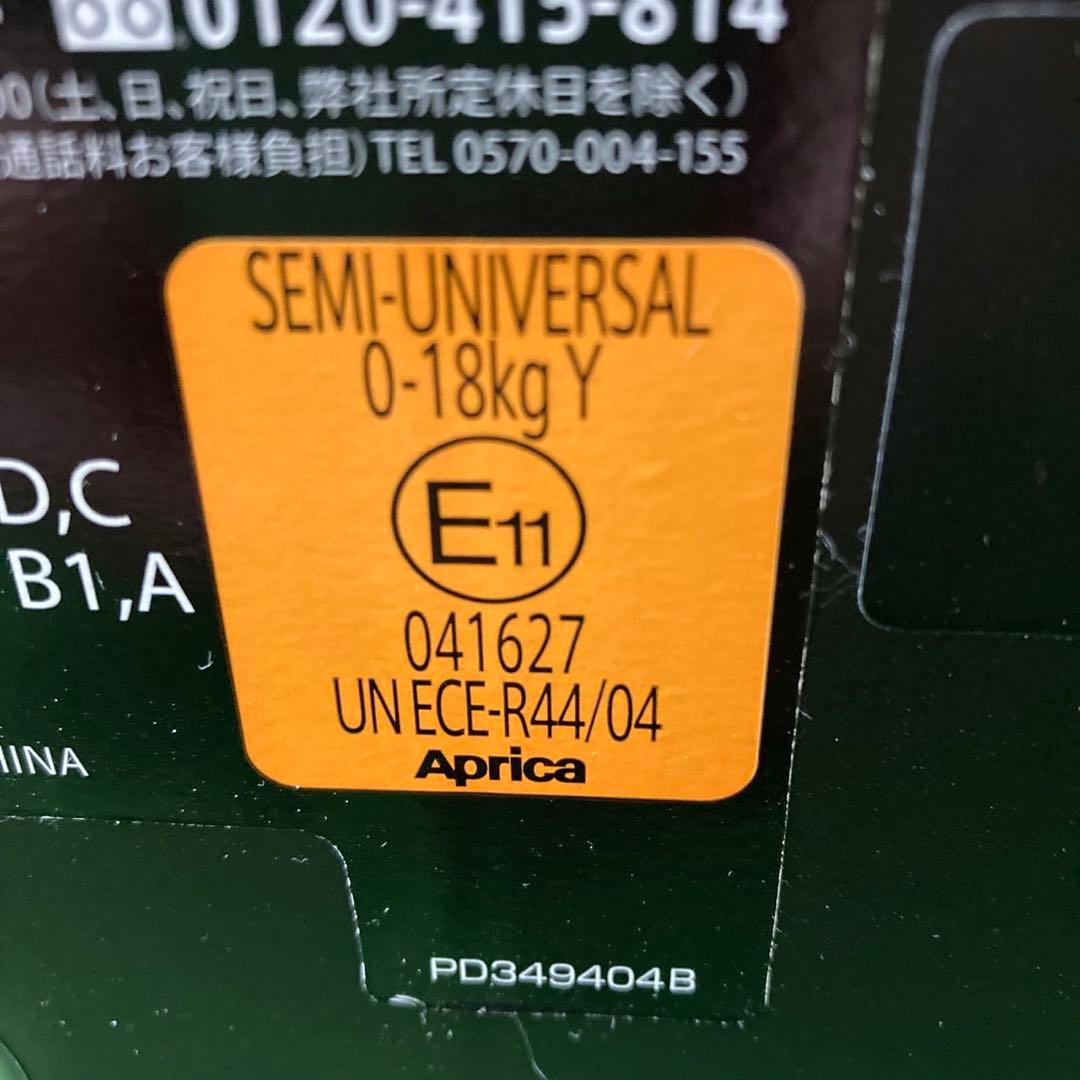 0120-415-814
00(土、日、祝日、弊社所定休日を除く)
通話料お客様負担)TEL 0570-004-155
SEMI-UNIVERSAL
0-18kg Y
E11
D,C
B1,A
041627
UN ECE-R44/04
Aprica
HINA
PD349404B